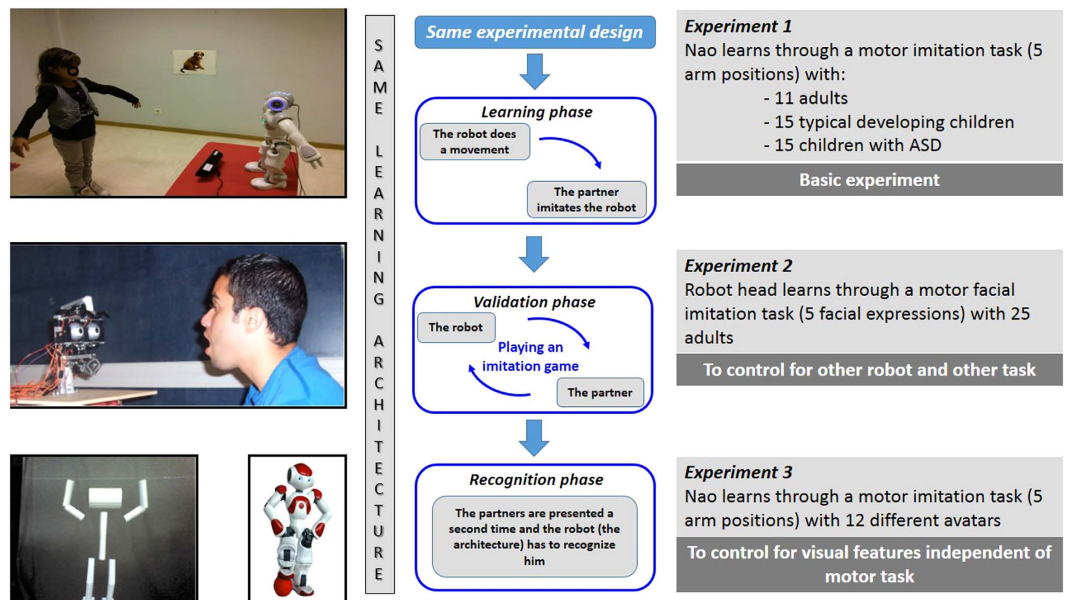 SAME LEARNING ARCHITECTURE
Same experimental design
Learning phase
The robot does
a movement
The partner
imitates the robot
Validation phase
The robot
Playing an
imitation game
The partner
Recognition phase
The partners are presented
a second time and the robot (the
architecture) has to recognize
him
Experiment 1
Nao learns through a motor imitation task (5
arm positions) with:
- 11 adults
- 15 typical developing children
- 15 children with ASD
Basic experiment
Experiment 2
Robot head learns through a motor facial
imitation task (5 facial expressions) with 25
adults
To control for other robot and other task
Experiment 3
Nao learns through a motor imitation task (5
arm positions) with 12 different avatars
To control for visual features independent of
motor task